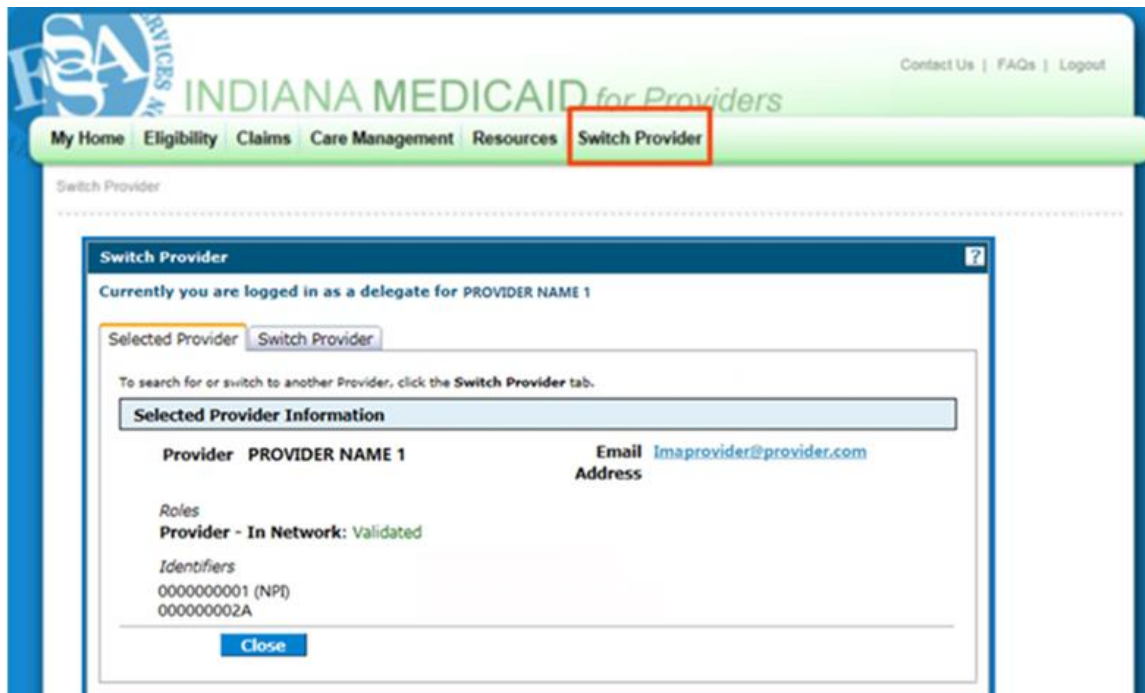 FSSA
SERVICES
Contact Us | FAQs | Logout
INDIANA MEDICAID for Providers
My Home Eligibility Claims Care Management Resources Switch Provider
Switch Provider
Switch Provider ?
Currently you are logged in as a delegate for PROVIDER NAME 1
Selected Provider Switch Provider
To search for or switch to another Provider, click the Switch Provider tab.
Selected Provider Information
Provider PROVIDER NAME 1 Email Imaprovider@provider.com
Address
Roles
Provider - In Network: Validated
Identifiers
0000000001 (NPI)
000000002A
Close